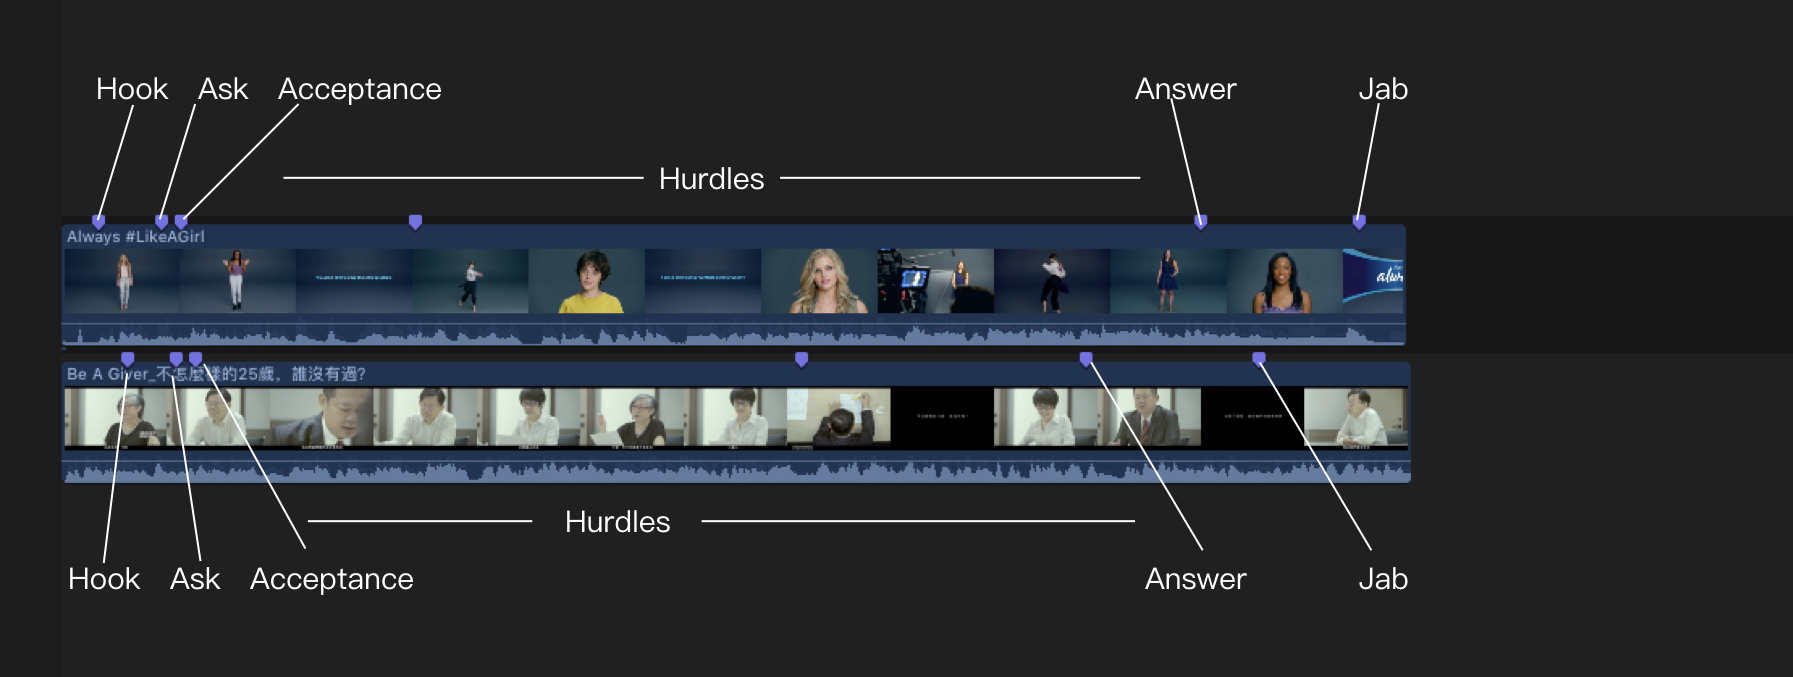 Hook Ask Acceptance Answer Jab
Hurdles
Always #LikeAGirl
Be A Giver_不怎麼樣的25歲，誰沒有過?
Hurdles
Hook Ask Acceptance Answer Jab